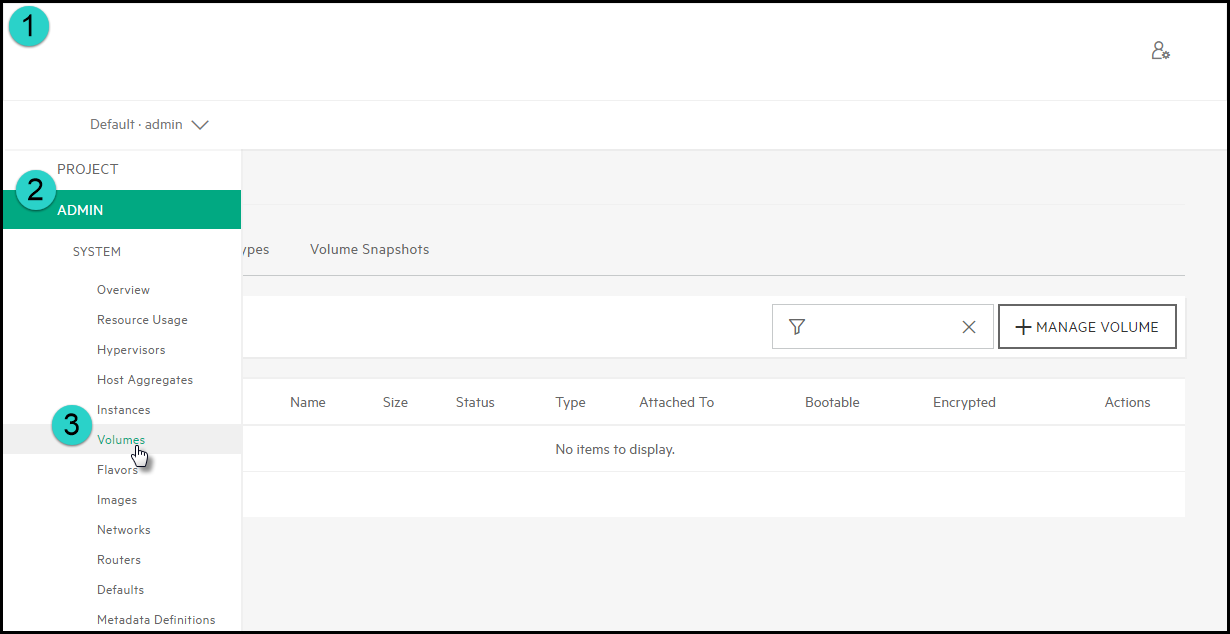 1
Default · admin
PROJECT
2
ADMIN
SYSTEM
ypes Volume Snapshots
Overview
Resource Usage
MANAGE VOLUME
Hypervisors
Host Aggregates
Name Size Status Type Attached To Bootable Encrypted Actions
Instances
3
Volumes
No items to display.
Flavors
Images
Networks
Routers
Defaults
Metadata Definitions